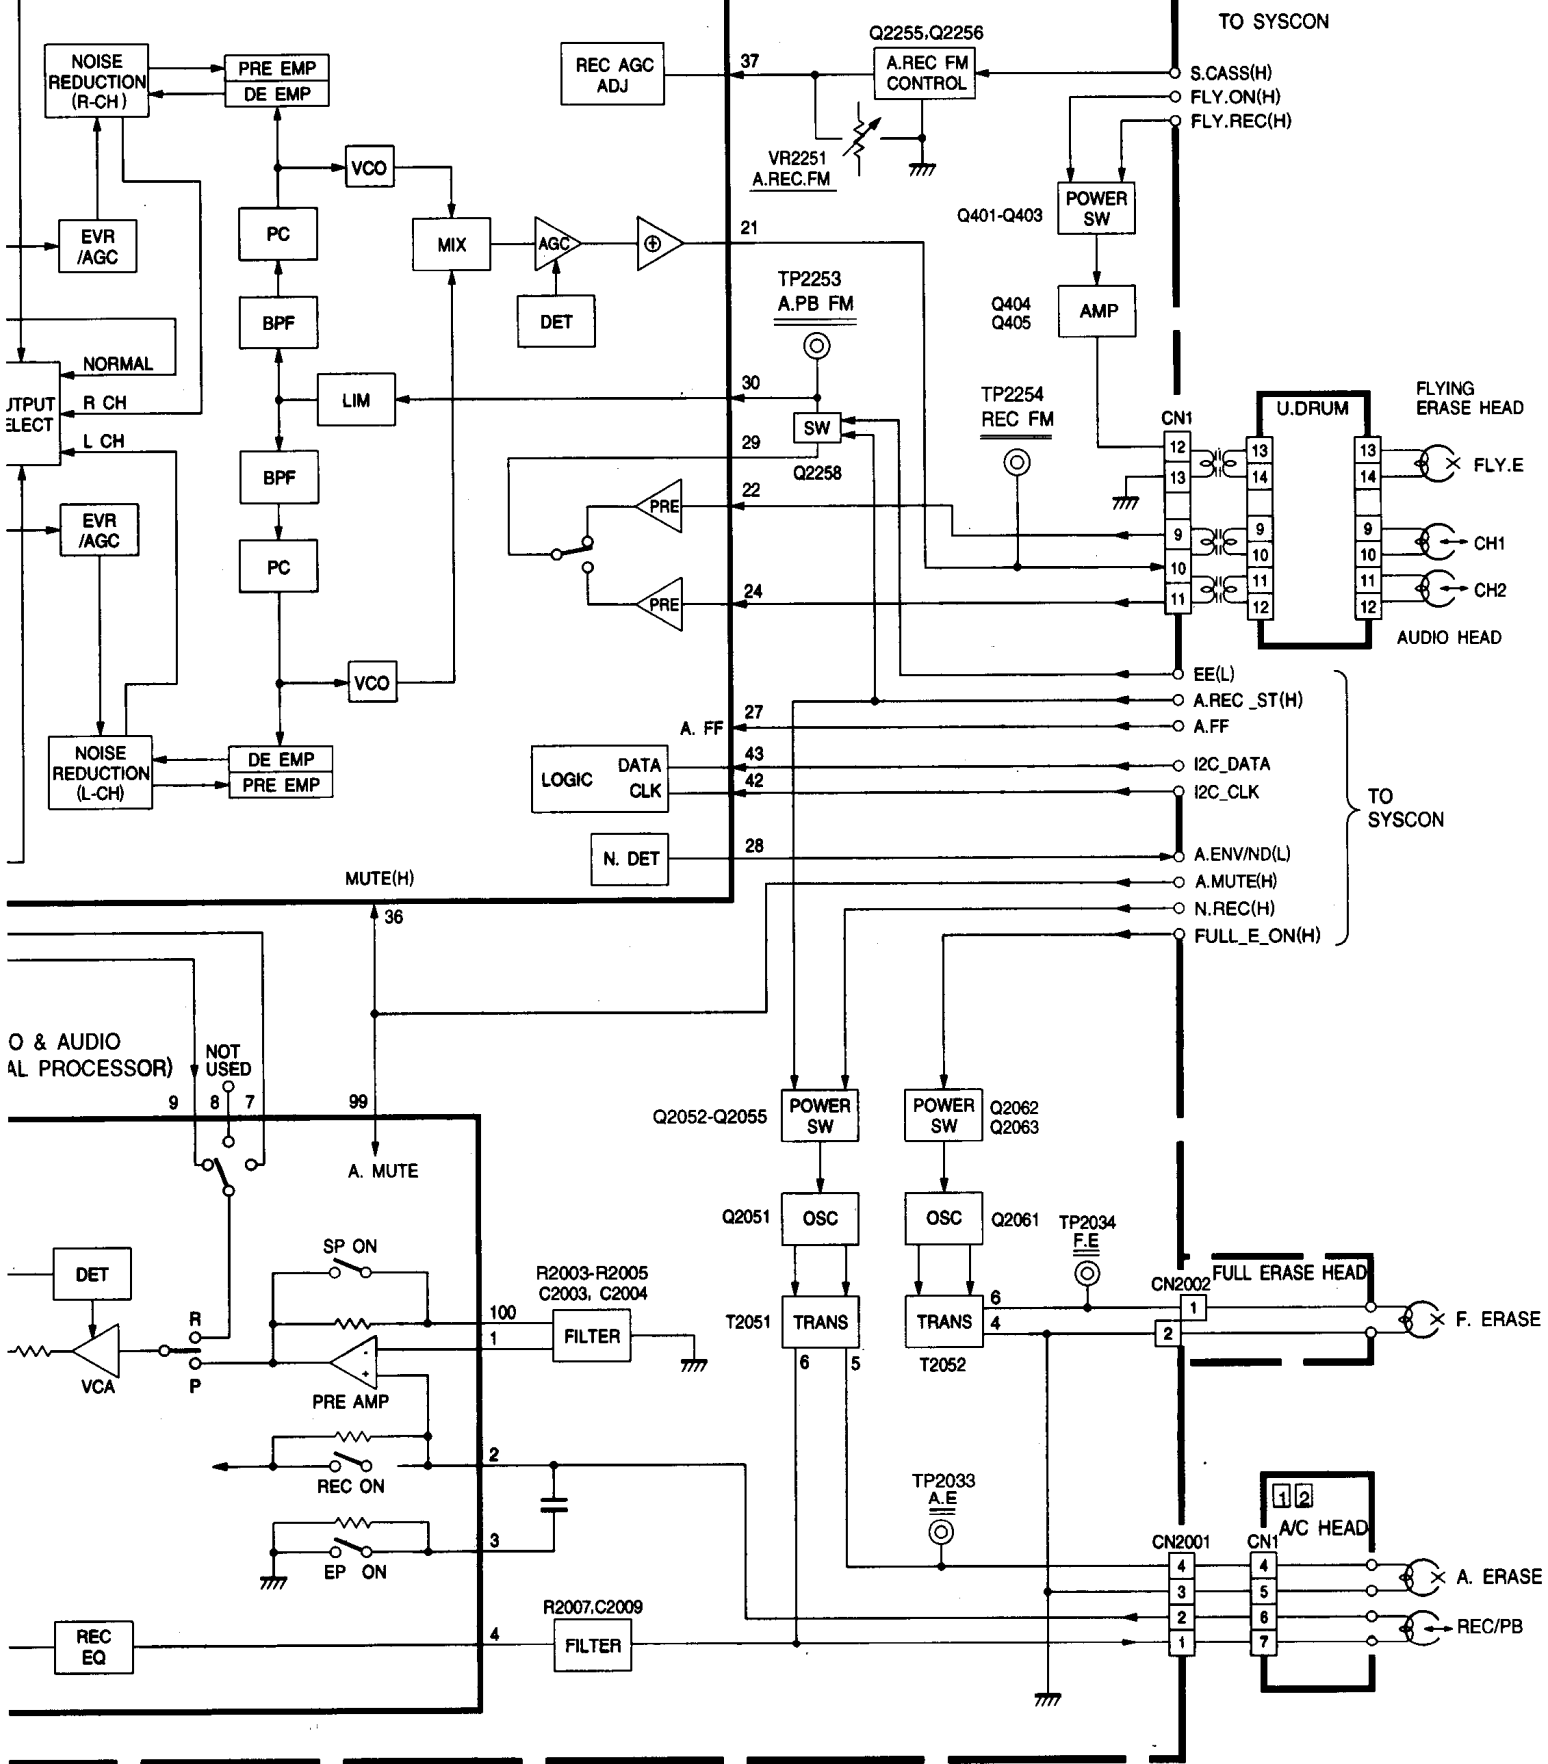 TO SYSCON
Q2255,Q2256
NOISE
REDUCTION
(R-CH)
PRE EMP
DE EMP
REC AGC
ADJ
37
A.REC FM
CONTROL
S.CASS(H)
FLY.ON(H)
FLY.REC(H)
VR2251
A.REC.FM
VCO
EVR
/AGC
PC
MIX
AGC
21
Q401-Q403
POWER
SW
TP2253
A.PB FM
BPF
DET
Q404
Q405
AMP
NORMAL
R CH
L CH
UTPUT
ELECT
LIM
30
TP2254
REC FM
CN1
U.DRUM
FLYING
ERASE HEAD
SW
29
Q2258
12
13
13
14
13
14
FLY.E
BPF
22
PRE
EVR
/AGC
PC
9
10
11
9
10
11
12
9
10
11
12
CH1
CH2
24
PRE
AUDIO HEAD
VCO
EE(L)
A.REC_ST(H)
A. FF
27
A.FF
NOISE
REDUCTION
(L-CH)
DE EMP
PRE EMP
LOGIC
DATA
CLK
43
42
I2C_DATA
I2C_CLK
TO
SYSCON
N. DET
28
A.ENV/ND(L)
MUTE(H)
36
A.MUTE(H)
N.REC(H)
FULL_E_ON(H)
O & AUDIO
AL PROCESSOR)
NOT
USED
9
8
7
99
A. MUTE
Q2052-Q2055
POWER
SW
POWER
SW
Q2062
Q2063
Q2051
OSC
OSC
Q2061
TP2034
F.E
DET
SP ON
R2003-R2005
C2003, C2004
100
1
FILTER
T2051
TRANS
6
5
TRANS
T2052
6
4
CN2002
1
2
FULL ERASE HEAD
F. ERASE
R
P
VCA
-
+
PRE AMP
REC ON
2
EP ON
3
TP2033
A.E
1 2
A/C HEAD
CN2001
CN1
4
3
2
1
4
5
6
7
A. ERASE
REC/PB
R2007,C2009
REC
EQ
4
FILTER